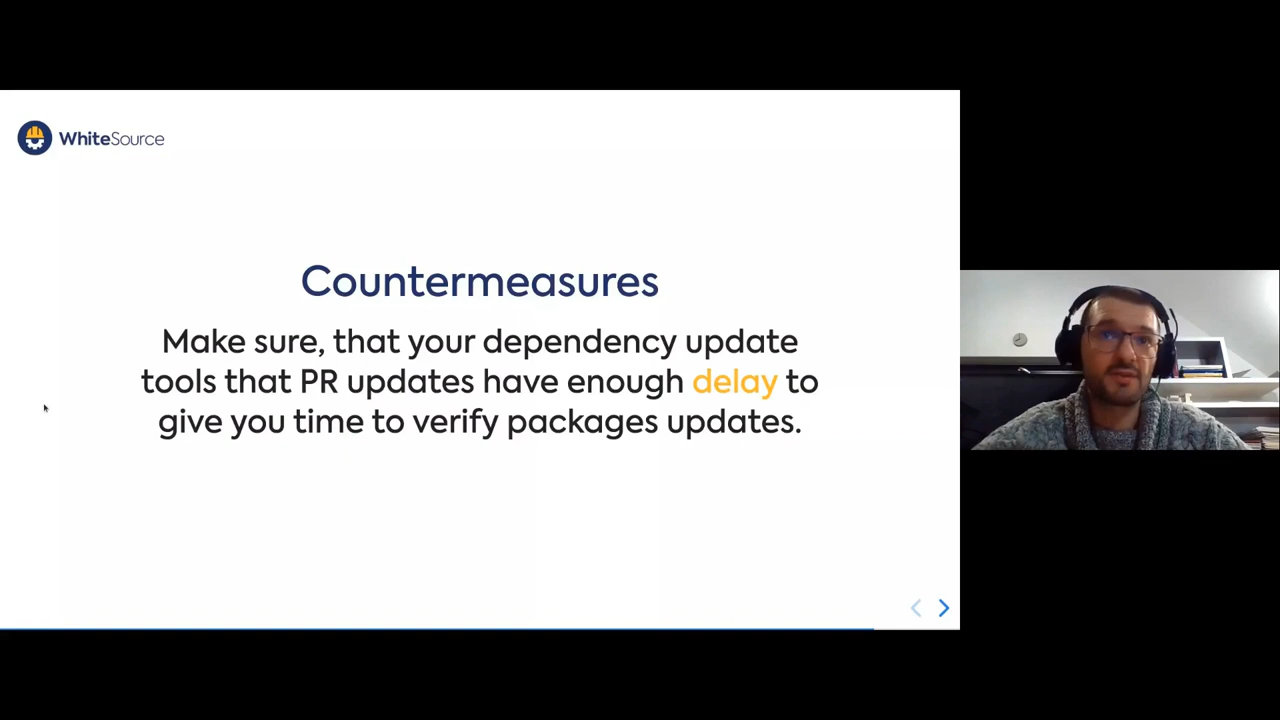 WhiteSource
Countermeasures
Make sure, that your dependency update
tools that PR updates have enough delay to
give you time to verify packages updates.